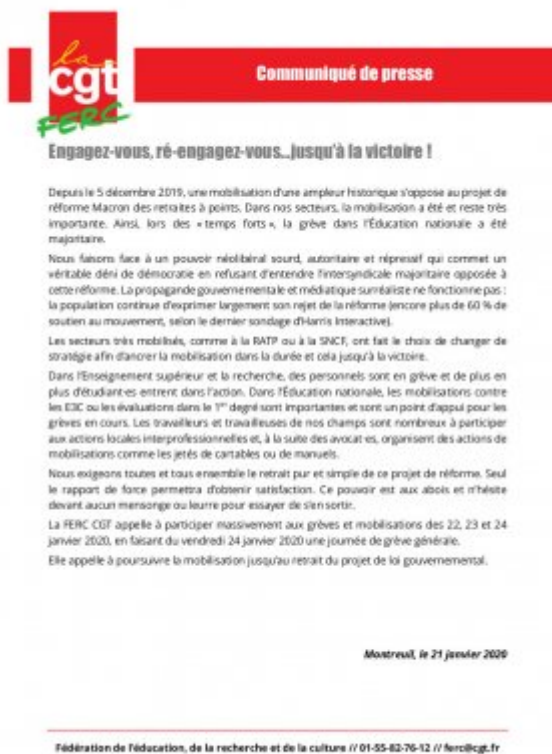 la
cgt
FERC
Communiqué de presse
Engagez-vous, ré-engagez-vous...jusqu'à la victoire !
Depuis le 5 décembre 2019, une mobilisation d'une ampleur historique s'oppose au projet de
réforme Macron des retraites à points. Dans nos secteurs, la mobilisation a été et reste très
importante. Ainsi, lors des « temps forts », la grève dans l'Éducation nationale a été
majoritaire.
Nous faisons face à un pouvoir néolibéral sourd, autoritaire et répressif qui commet un
véritable déni de démocratie en refusant d'entendre l'intersyndicale majoritaire opposée à
cette réforme. La propagande gouvernementale et médiatique surréaliste ne fonctionne pas :
la population continue d'exprimer largement son rejet de la réforme (encore plus de 60 % de
soutien au mouvement, selon le dernier sondage d'Harris Interactive).
Les secteurs très mobilisés, comme à la RATP ou à la SNCF, ont fait le choix de changer de
stratégie afin d'ancrer la mobilisation dans la durée et cela jusqu'à la victoire.
Dans l'Enseignement supérieur et la recherche, des personnels sont en grève et de plus en
plus d'étudiant·es entrent dans l'action. Dans l'Éducation nationale, les mobilisations contre
les E3C ou les évaluations dans le 1er degré sont importantes et sont un point d'appui pour les
grèves en cours. Les travailleurs et travailleuses de nos champs sont nombreux à participer
aux actions locales interprofessionnelles et, à la suite des avocat·es, organisent des actions de
mobilisations comme les jetés de cartables ou de manuels.
Nous exigeons toutes et tous ensemble le retrait pur et simple de ce projet de réforme. Seul
le rapport de force permettra d'obtenir satisfaction. Ce pouvoir est aux abois et n'hésite
devant aucun mensonge ou leurre pour essayer de s'en sortir.
La FERC CGT appelle à participer massivement aux grèves et mobilisations des 22, 23 et 24
janvier 2020, en faisant du vendredi 24 janvier 2020 une journée de grève générale.
Elle appelle à poursuivre la mobilisation jusqu'au retrait du projet de loi gouvernemental.
Montreuil, le 21 janvier 2020
Fédération de l'éducation, de la recherche et de la culture // 01-55-82-76-12 // ferc@cgt.fr